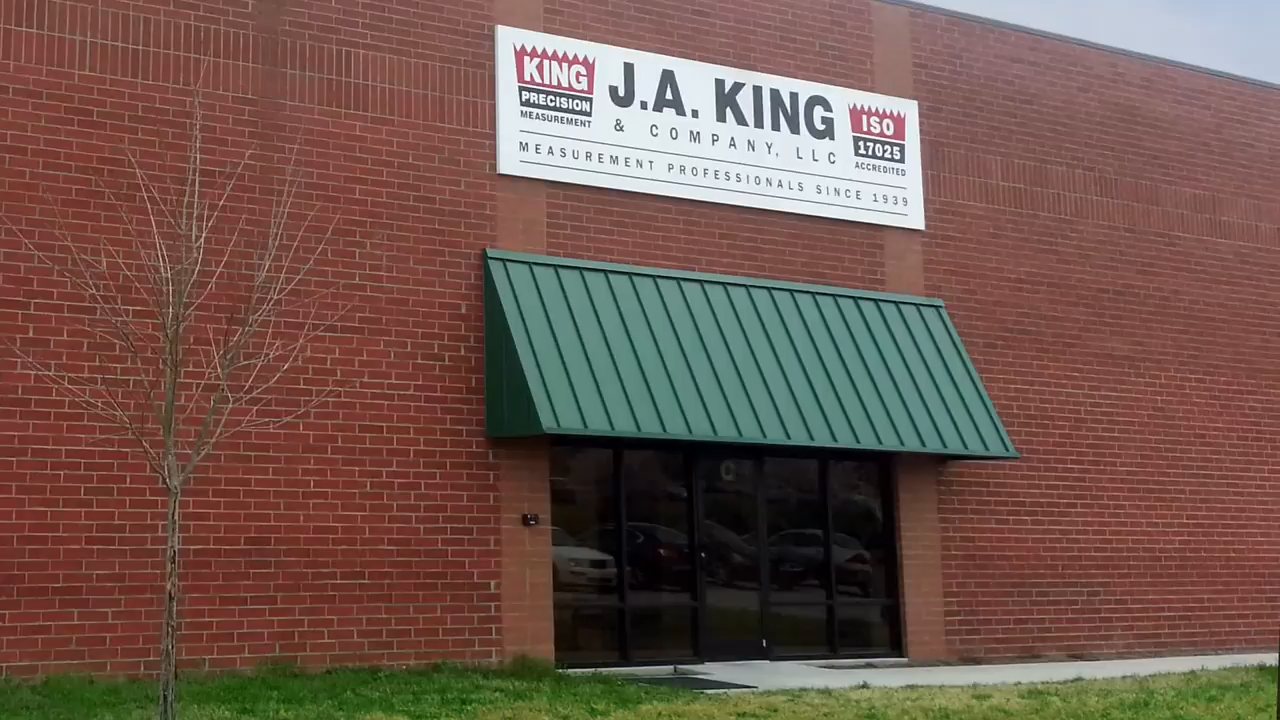 KING
PRECISION
MEASUREMENT
J.A. KING
& COMPANY, LLC
MEASUREMENT PROFESSIONALS SINCE 1939
ISO
17025
ACCREDITED
C